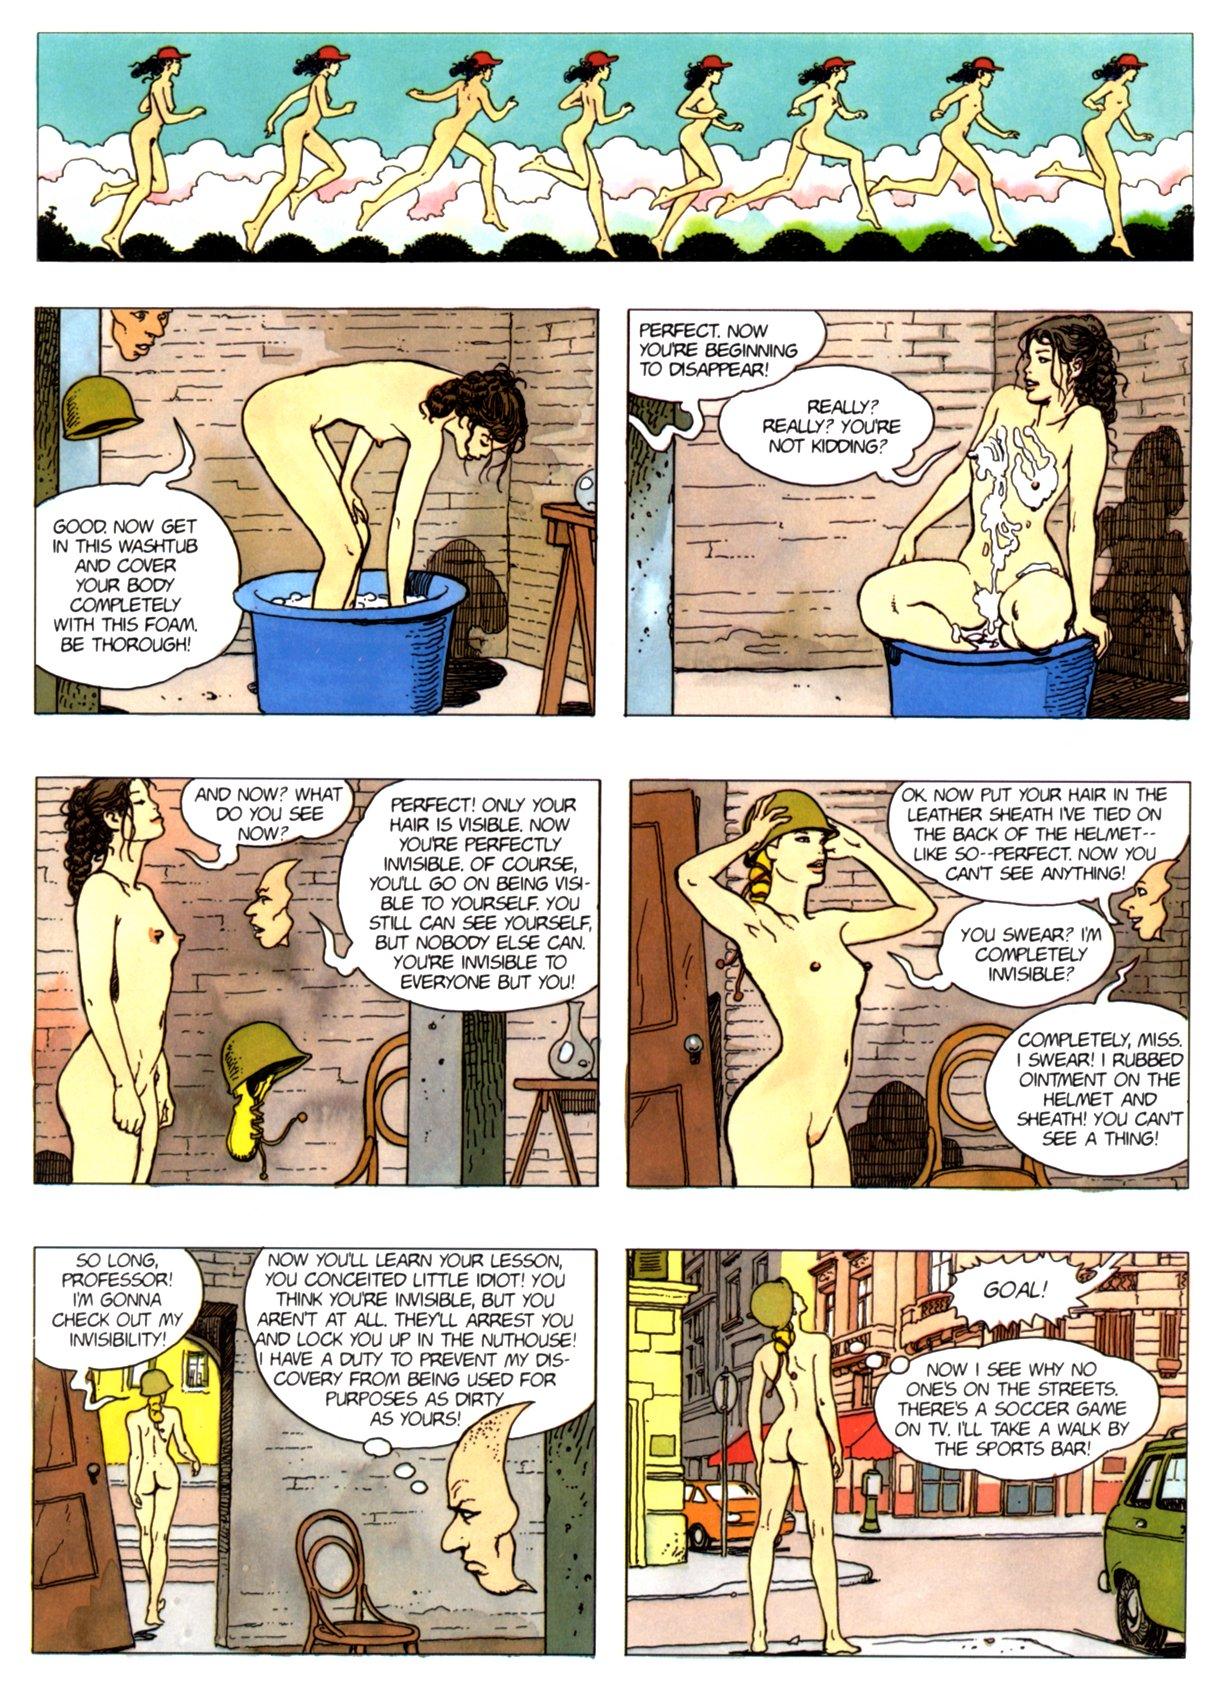 GOOD. NOW GET
IN THIS WASHTUB
AND COVER
YOUR BODY
COMPLETELY
WITH THIS FOAM.
BE THOROUGH!
PERFECT. NOW
YOU'RE BEGINNING
TO DISAPPEAR!
REALLY?
REALLY? YOU'RE
NOT KIDDING?
AND NOW? WHAT
DO YOU SEE
NOW?
PERFECT! ONLY YOUR
HAIR IS VISIBLE. NOW
YOU'RE PERFECTLY
INVISIBLE. OF COURSE,
YOU'LL GO ON BEING VISI-
BLE TO YOURSELF. YOU
STILL CAN SEE YOURSELF,
BUT NOBODY ELSE CAN.
YOU'RE INVISIBLE TO
EVERYONE BUT YOU!
OK. NOW PUT YOUR HAIR IN THE
LEATHER SHEATH I'VE TIED ON
THE BACK OF THE HELMET--
LIKE SO--PERFECT. NOW YOU
CAN'T SEE ANYTHING!
YOU SWEAR? I'M
COMPLETELY
INVISIBLE?
COMPLETELY, MISS.
I SWEAR! I RUBBED
OINTMENT ON THE
HELMET AND
SHEATH! YOU CAN'T
SEE A THING!
SO LONG,
PROFESSOR!
I'M GONNA
CHECK OUT MY
INVISIBILITY!
NOW YOU'LL LEARN YOUR LESSON,
YOU CONCEITED LITTLE IDIOT! YOU
THINK YOU'RE INVISIBLE, BUT YOU
AREN'T AT ALL. THEY'LL ARREST YOU
AND LOCK YOU UP IN THE NUTHOUSE!
I HAVE A DUTY TO PREVENT MY DIS-
COVERY FROM BEING USED FOR
PURPOSES AS DIRTY
AS YOURS!
GOAL!
NOW I SEE WHY NO
ONE'S ON THE STREETS.
THERE'S A SOCCER GAME
ON TV. I'LL TAKE A WALK BY
THE SPORTS BAR!